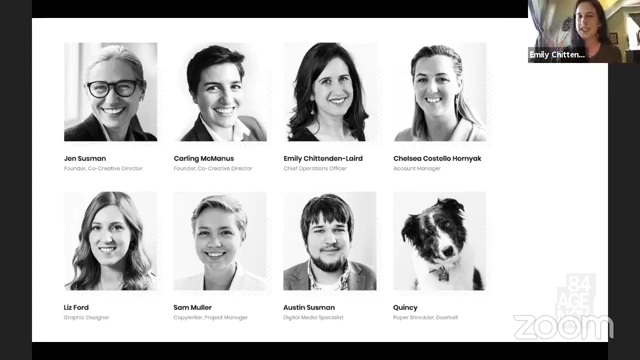 Emily Chitten...
Jen Susman
Founder, Co-Creative Director
Carling McManus
Founder, Co-Creative Director
Emily Chittenden-Laird
Chief Operations Officer
Chelsea Costello Hornyak
Account Manager
Liz Ford
Graphic Designer
Sam Muller
Copywriter, Project Manager
Austin Susman
Digital Media Specialist
Quincy
Paper Shredder, Doorbell
84
AGE
zoom